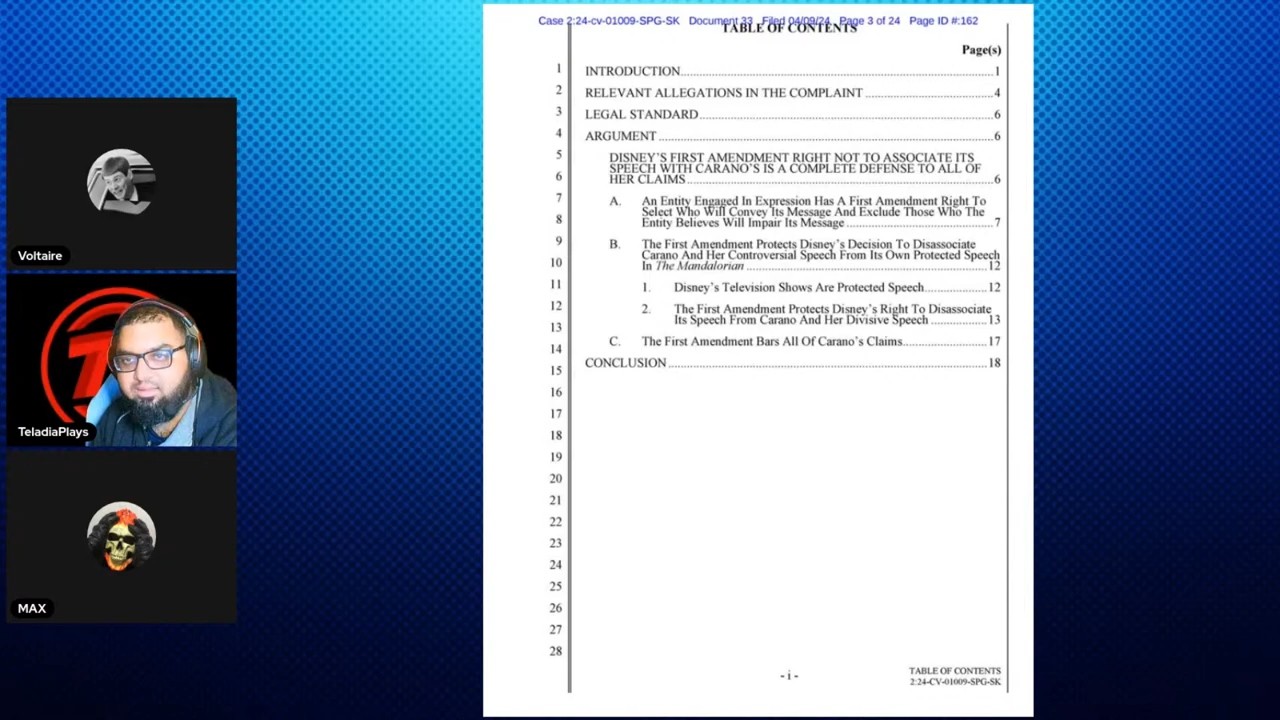 Voltaire
TeladiaPlays
MAX
Case 2:24-cv-01009-SPG-SK Document 33 Filed 04/09/24 Page 3 of 24 Page ID #:162
TABLE OF CONTENTS
Page(s)
1 INTRODUCTION 1
2 RELEVANT ALLEGATIONS IN THE COMPLAINT 4
3 LEGAL STANDARD 6
4 ARGUMENT 6
5 DISNEY'S FIRST AMENDMENT RIGHT NOT TO ASSOCIATE ITS
SPEECH WITH CARANO'S IS A COMPLETE DEFENSE TO ALL OF
6 HER CLAIMS 6
7 A. An Entity Engaged In Expression Has A First Amendment Right To
Select Who Will Convey Its Message And Exclude Those Who The
8 Entity Believes Will Impair Its Message 7
9 B. The First Amendment Protects Disney's Decision To Disassociate
Carano And Her Controversial Speech From Its Own Protected Speech
10 In The Mandalorian 12
11 1. Disney's Television Shows Are Protected Speech 12
12 2. The First Amendment Protects Disney's Right To Disassociate
13 Its Speech From Carano And Her Divisive Speech 13
14 C. The First Amendment Bars All Of Carano's Claims 17
15 CONCLUSION 18
16
17
18
19
20
21
22
23
24
25
26
27
28
- i -
TABLE OF CONTENTS
2:24-CV-01009-SPG-SK